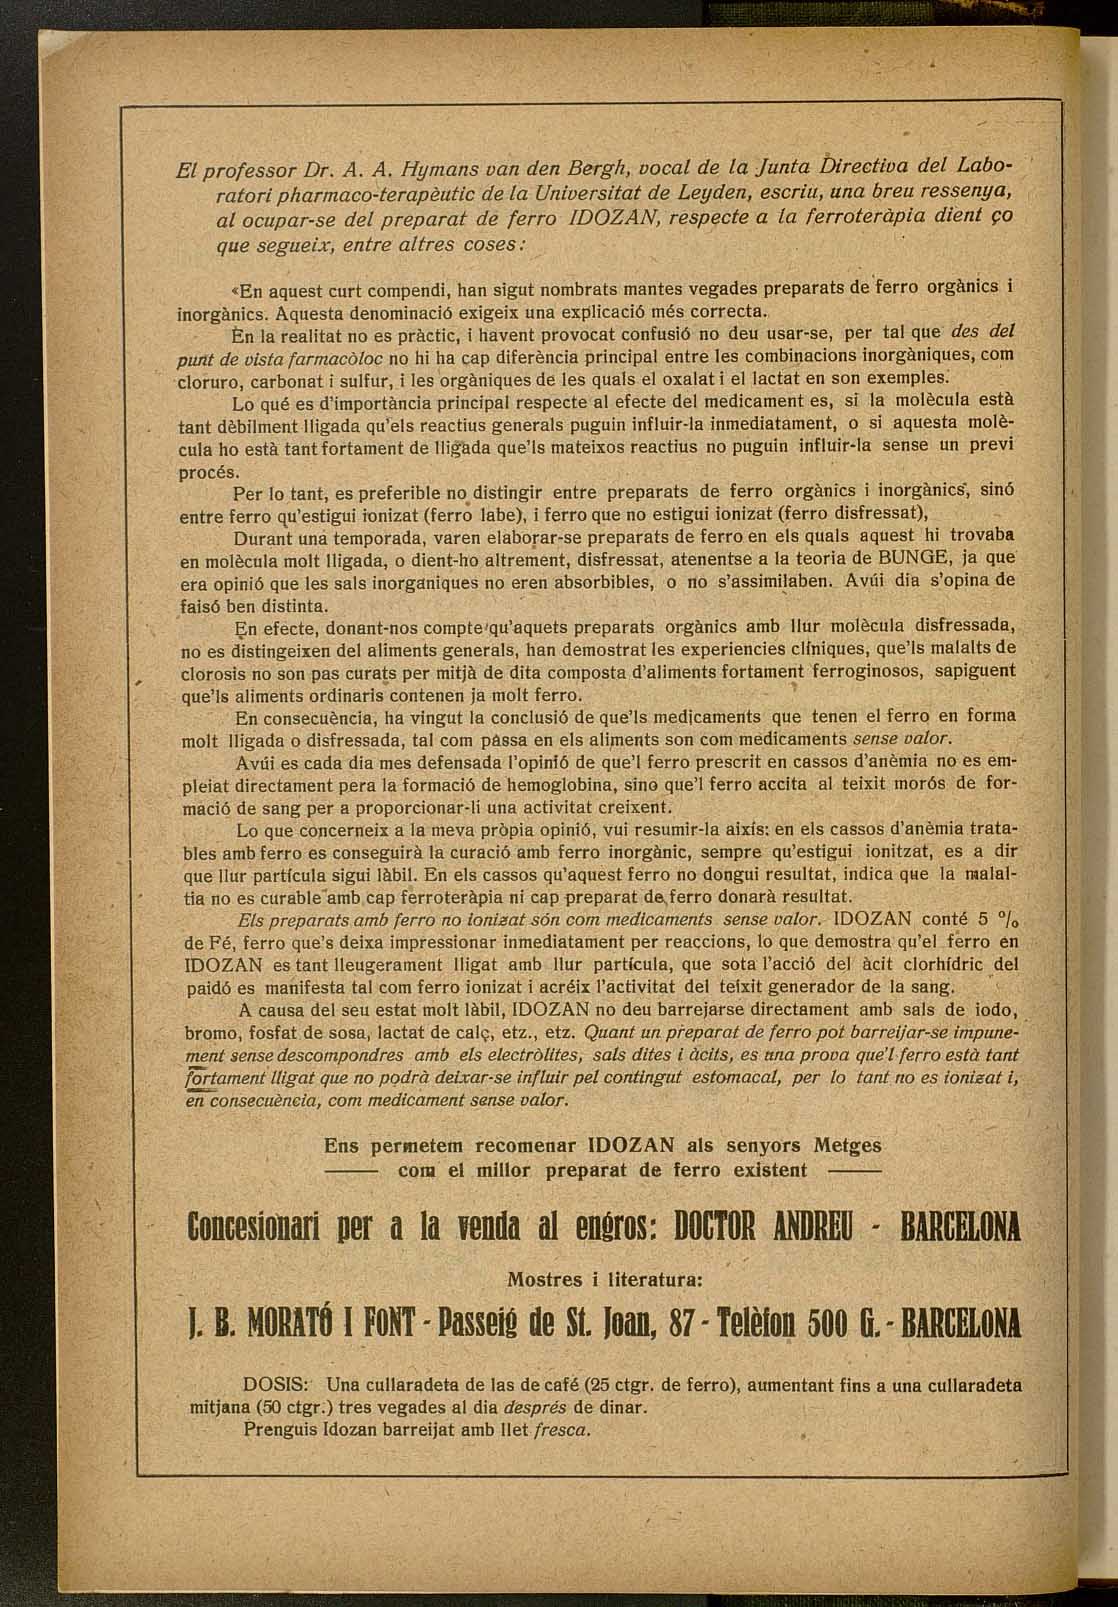 El professor Dr. A. A. Hymans van den Bergh, vocal de la Junta Directiva del Labo-
ratori pharmaco-terapèutic de la Universitat de Leyden, escriu, una breu ressenya,
al ocupar-se del preparat de ferro IDOZAN, respecte a la ferroteràpia dient ço
que segueix, entre altres coses:
«En aquest curt compendi, han sigut nombrats mantes vegades preparats de ferro orgànics i
inorgànics. Aquesta denominació exigeix una explicació més correcta.
En la realitat no es pràctic, i havent provocat confusió no deu usar-se, per tal que des del
punt de vista farmacòloc no hi ha cap diferència principal entre les combinacions inorgàniques, com
cloruro, carbonat i sulfur, i les orgàniques de les quals el oxalat i el lactat en son exemples.
Lo qué es d'importància principal respecte al efecte del medicament es, si la molècula està
tant dèbilment lligada qu'els reactius generals puguin influir-la inmediatament, o si aquesta molè-
cula ho està tant fortament de lligada que'ls mateixos reactius no puguin influir-la sense un previ
procés.
Per lo tant, es preferible no distingir entre preparats de ferro orgànics i inorgànics, sinó
entre ferro qu'estigui ionizat (ferro labe), i ferro que no estigui ionizat (ferro disfressat),
Durant una temporada, varen elaborar-se preparats de ferro en els quals aquest hi trovaba
en molècula molt lligada, o dient-ho altrement, disfressat, atenentse a la teoria de BUNGE, ja que
era opinió que les sals inorganiques no eren absorbibles, o no s'assimilaben. Avúi dia s'opina de
faisó ben distinta.
En efecte, donant-nos compte qu'aquets preparats orgànics amb llur molècula disfressada,
no es distingeixen del aliments generals, han demostrat les experiencies clíniques, que'ls malalts de
clorosis no son pas curats per mitjà de dita composta d'aliments fortament ferroginosos, sapiguent
que'ls aliments ordinaris contenen ja molt ferro.
En consecuència, ha vingut la conclusió de que'ls medicaments que tenen el ferro en forma
molt lligada o disfressada, tal com passa en els aliments son com medicaments sense valor.
Avúi es cada dia mes defensada l'opinió de que'l ferro prescrit en cassos d'anèmia no es em-
pleiat directament pera la formació de hemoglobina, sino que'l ferro accita al teixit morós de for-
mació de sang per a proporcionar-li una activitat creixent.
Lo que concerneix a la meva pròpia opinió, vui resumir-la aixís: en els cassos d'anèmia trata-
bles amb ferro es conseguirà la curació amb ferro inorgànic, sempre qu'estigui ionitzat, es a dir
que llur partícula sigui làbil. En els cassos qu'aquest ferro no dongui resultat, indica que la malal-
tia no es curable amb cap ferroteràpia ni cap preparat de ferro donarà resultat.
Els preparats amb ferro no ionizat són com medicaments sense valor. IDOZAN conté 5 %
de Fé, ferro que's deixa impressionar inmediatament per reaccions, lo que demostra qu'el ferro en
IDOZAN es tant lleugerament lligat amb llur partícula, que sota l'acció del àcit clorhídric del
paidó es manifesta tal com ferro ionizat i acréix l'activitat del teixit generador de la sang.
A causa del seu estat molt làbil, IDOZAN no deu barrejarse directament amb sals de iodo,
bromo, fosfat de sosa, lactat de calç, etz., etz. Quant un preparat de ferro pot barreijar-se impune-
ment sense descompondres amb els electròlites, sals dites i àcits, es una prova que'l ferro està tant
fortament lligat que no podrà deixar-se influir pel contingut estomacal, per lo tant no es ionizat i,
en consecuència, com medicament sense valor.
Ens permetem recomenar IDOZAN als senyors Metges
com el millor preparat de ferro existent
Concesionari per a la venda al engros: DOCTOR ANDREU - BARCELONA
Mostres i literatura:
J. B. MORATÓ I FONT - Passeig de St. Joan, 87 - Telèfon 500 G. - BARCELONA
DOSIS: Una cullaradeta de las de café (25 ctgr. de ferro), aumentant fins a una cullaradeta
mitjana (50 ctgr.) tres vegades al dia després de dinar.
Prenguis Idozan barreijat amb llet fresca.